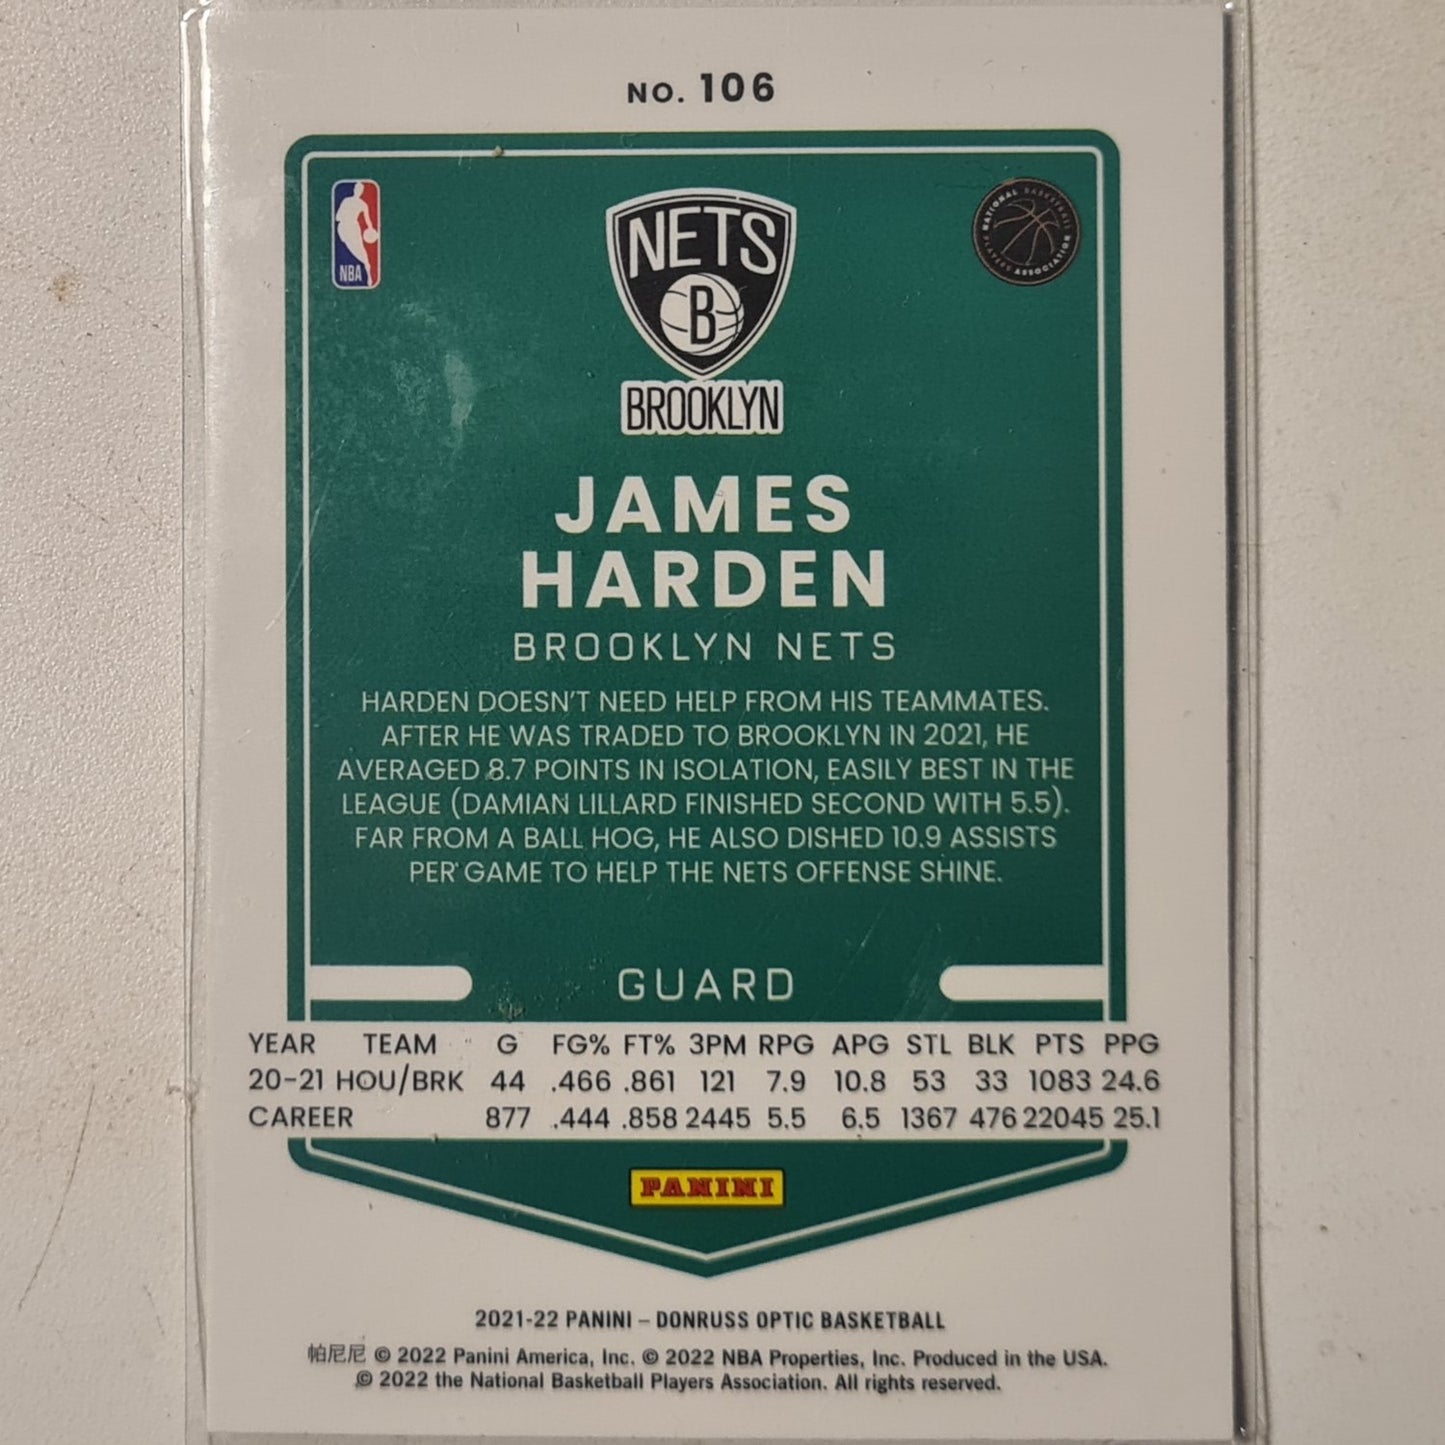 NO. 106
NBA
NETS
B
BROOKLYN
NATIONAL BASKETBALL PLAYERS ASSOCIATION
JAMES
HARDEN
BROOKLYN NETS
HARDEN DOESN'T NEED HELP FROM HIS TEAMMATES.
AFTER HE WAS TRADED TO BROOKLYN IN 2021, HE
AVERAGED 8.7 POINTS IN ISOLATION, EASILY BEST IN THE
LEAGUE (DAMIAN LILLARD FINISHED SECOND WITH 5.5).
FAR FROM A BALL HOG, HE ALSO DISHED 10.9 ASSISTS
PER GAME TO HELP THE NETS OFFENSE SHINE.
GUARD
YEAR TEAM G FG% FT% 3PM RPG APG STL BLK PTS PPG
20-21 HOU/BRK 44 .466 .861 121 7.9 10.8 53 33 1083 24.6
CAREER 877 .444 .858 2445 5.5 6.5 1367 476 22045 25.1
PANINI
2021-22 PANINI – DONRUSS OPTIC BASKETBALL
帕尼尼 © 2022 Panini America, Inc. © 2022 NBA Properties, Inc. Produced in the USA.
© 2022 the National Basketball Players Association. All rights reserved.